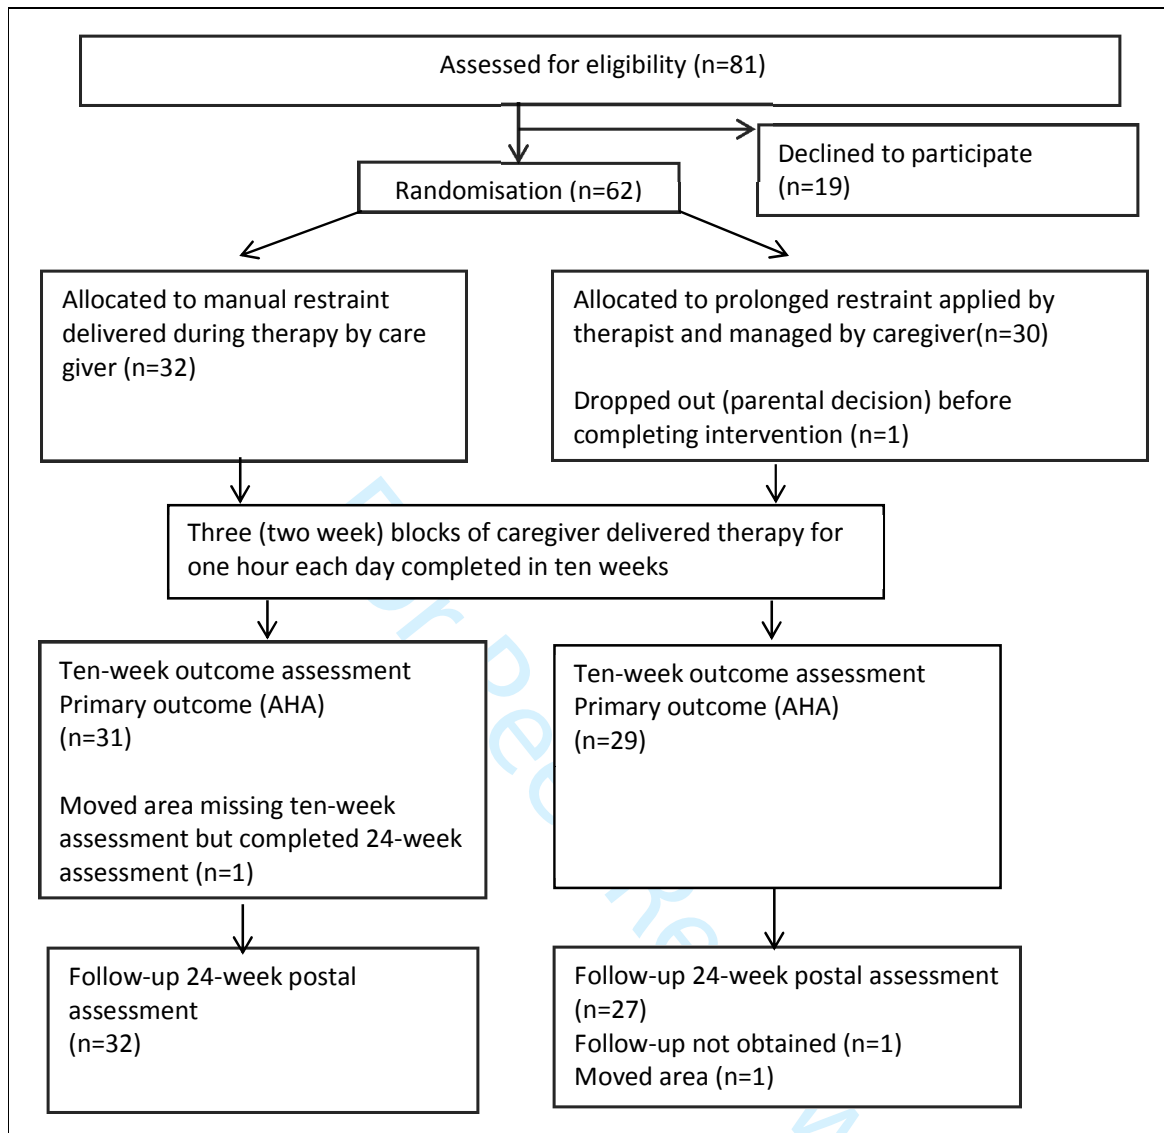 Assessed for eligibility (n=81)
Declined to participate
(n=19)
Randomisation (n=62)
Allocated to manual restraint
delivered during therapy by care
giver (n=32)
Allocated to prolonged restraint applied by
therapist and managed by caregiver(n=30)
Dropped out (parental decision) before
completing intervention (n=1)
Three (two week) blocks of caregiver delivered therapy for
one hour each day completed in ten weeks
Ten-week outcome assessment
Primary outcome (AHA)
(n=31)
Moved area missing ten-week
assessment but completed 24-week
assessment (n=1)
Ten-week outcome assessment
Primary outcome (AHA)
(n=29)
Follow-up 24-week postal
assessment
(n=32)
Follow-up 24-week postal assessment
(n=27)
Follow-up not obtained (n=1)
Moved area (n=1)